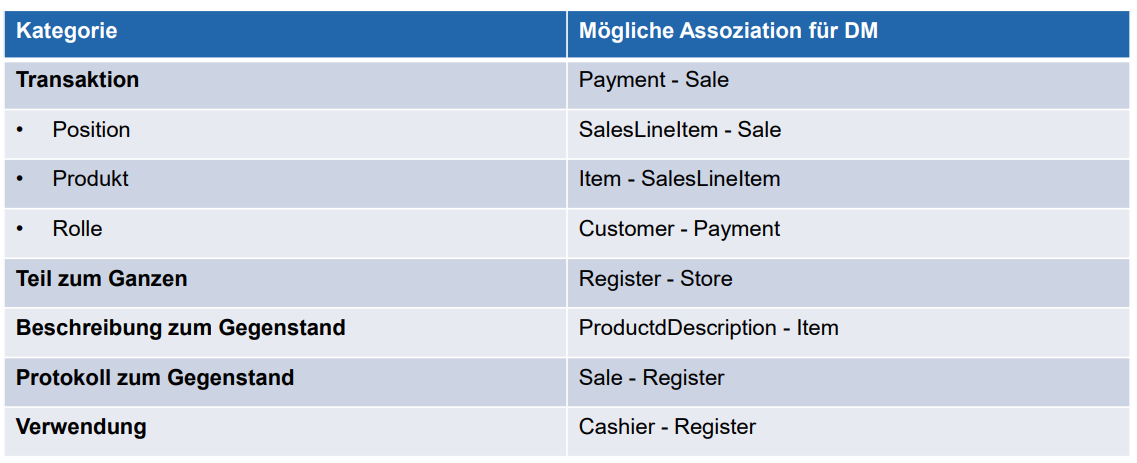 Kategorie
Mögliche Assoziation für DM
Transaktion
Payment - Sale
• Position
SalesLineItem - Sale
• Produkt
Item - SalesLineItem
• Rolle
Customer - Payment
Teil zum Ganzen
Register - Store
Beschreibung zum Gegenstand
ProductdDescription - Item
Protokoll zum Gegenstand
Sale - Register
Verwendung
Cashier - Register